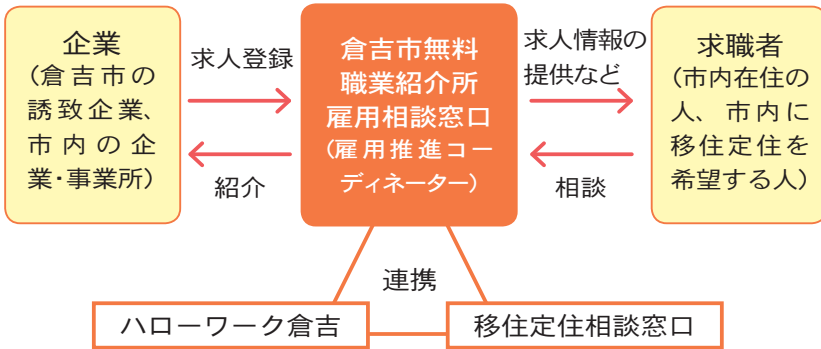 企業
(倉吉市の
誘致企業、
市内の企
業・事業所)
求人登録
紹介
倉吉市無料
職業紹介所
雇用相談窓口
(雇用推進コー
ディネーター)
求人情報の
提供など
相談
求職者
(市内在住の
人、市内に
移住定住を
希望する人)
連携
ハローワーク倉吉
移住定住相談窓口